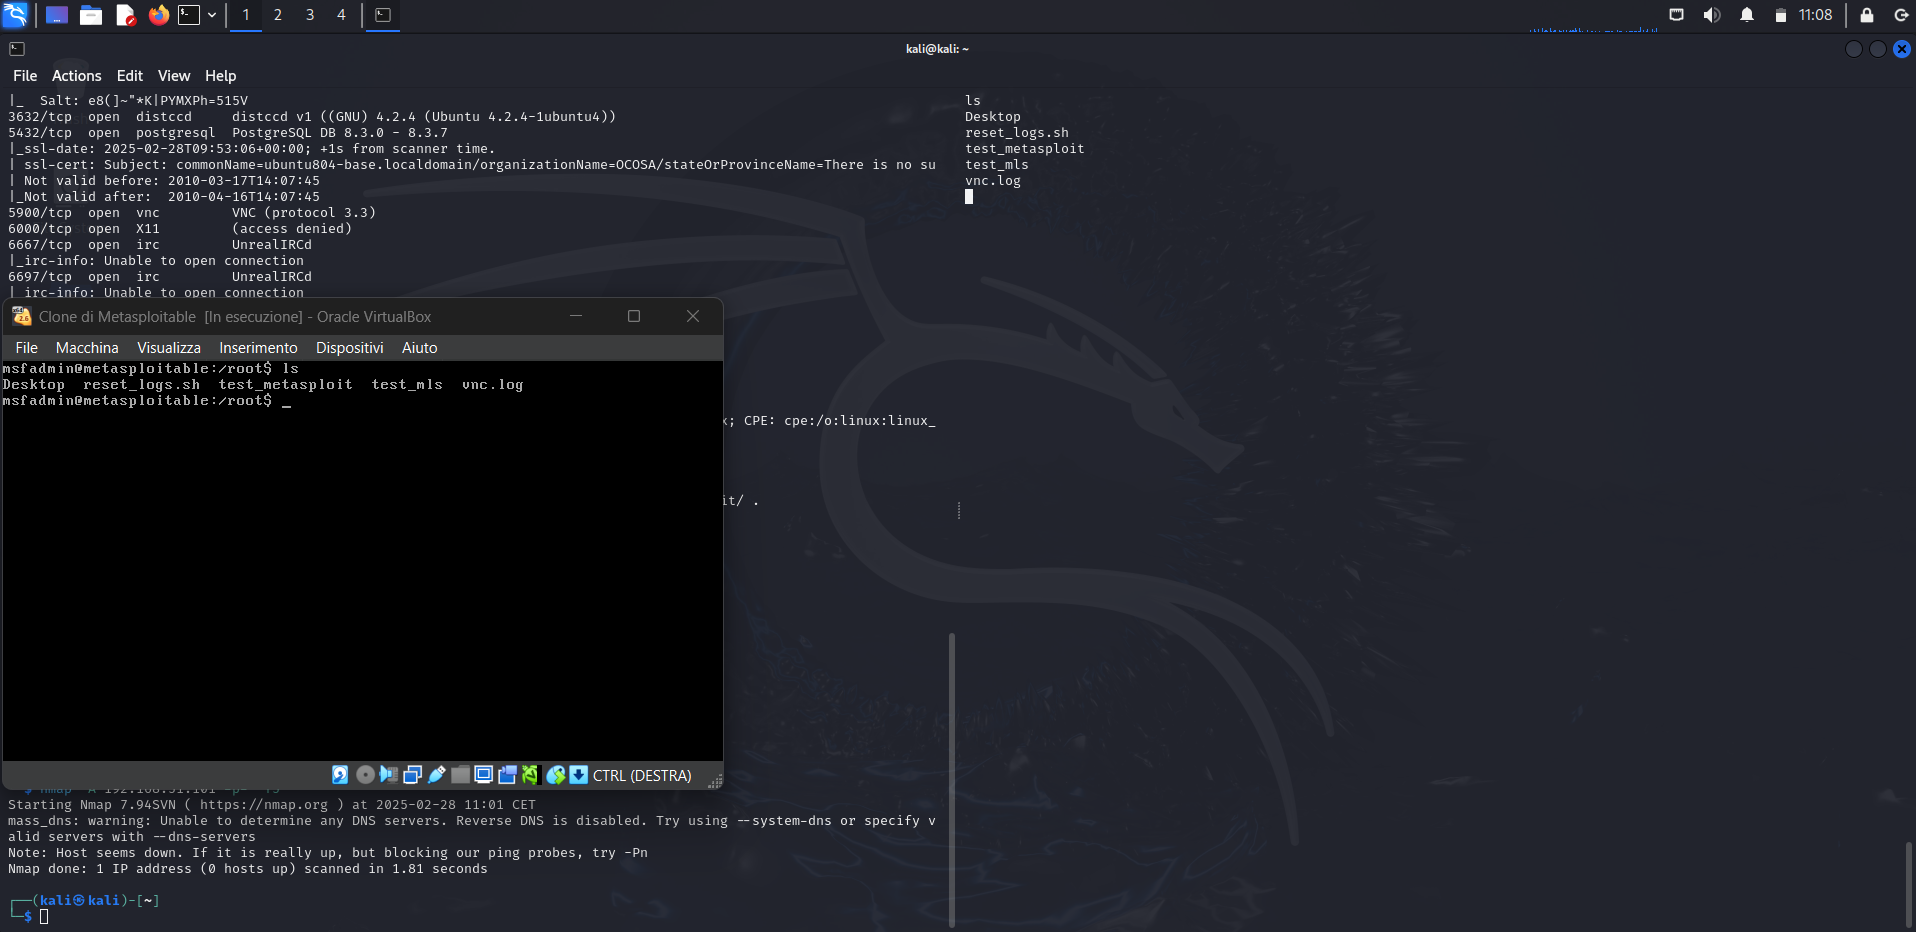 1 2 3 4 11:08
kali@kali: ~
File Actions Edit View Help
|_  Salt: e8(]~"*K|PYMXPh=515V
3632/tcp  open  distccd     distccd v1 ((GNU) 4.2.4 (Ubuntu 4.2.4-1ubuntu4))
5432/tcp  open  postgresql  PostgreSQL DB 8.3.0 - 8.3.7
|_ssl-date: 2025-02-28T09:53:06+00:00; +1s from scanner time.
| ssl-cert: Subject: commonName=ubuntu804-base.localdomain/organizationName=OCOSA/stateOrProvinceName=There is no su
| Not valid before: 2010-03-17T14:07:45
|_Not valid after:  2010-04-16T14:07:45
5900/tcp  open  vnc         VNC (protocol 3.3)
6000/tcp  open  X11         (access denied)
6667/tcp  open  irc         UnrealIRCd
|_irc-info: Unable to open connection
6697/tcp  open  irc         UnrealIRCd
|_irc-info: Unable to open connection
Clone di Metasploitable [In esecuzione] - Oracle VirtualBox
File Macchina Visualizza Inserimento Dispositivi Aiuto
msfadmin@metasploitable:/root$ ls
Desktop  reset_logs.sh  test_metasploit  test_mls  vnc.log
msfadmin@metasploitable:/root$ _
CTRL (DESTRA)
; CPE: cpe:/o:linux:linux_
it/ .
$ nmap -A 192.168.51.101 -p-
Starting Nmap 7.94SVN ( https://nmap.org ) at 2025-02-28 11:01 CET
mass_dns: warning: Unable to determine any DNS servers. Reverse DNS is disabled. Try using --system-dns or specify v
alid servers with --dns-servers
Note: Host seems down. If it is really up, but blocking our ping probes, try -Pn
Nmap done: 1 IP address (0 hosts up) scanned in 1.81 seconds
┌──(kali㉿kali)-[~]
└─$
ls
Desktop
reset_logs.sh
test_metasploit
test_mls
vnc.log